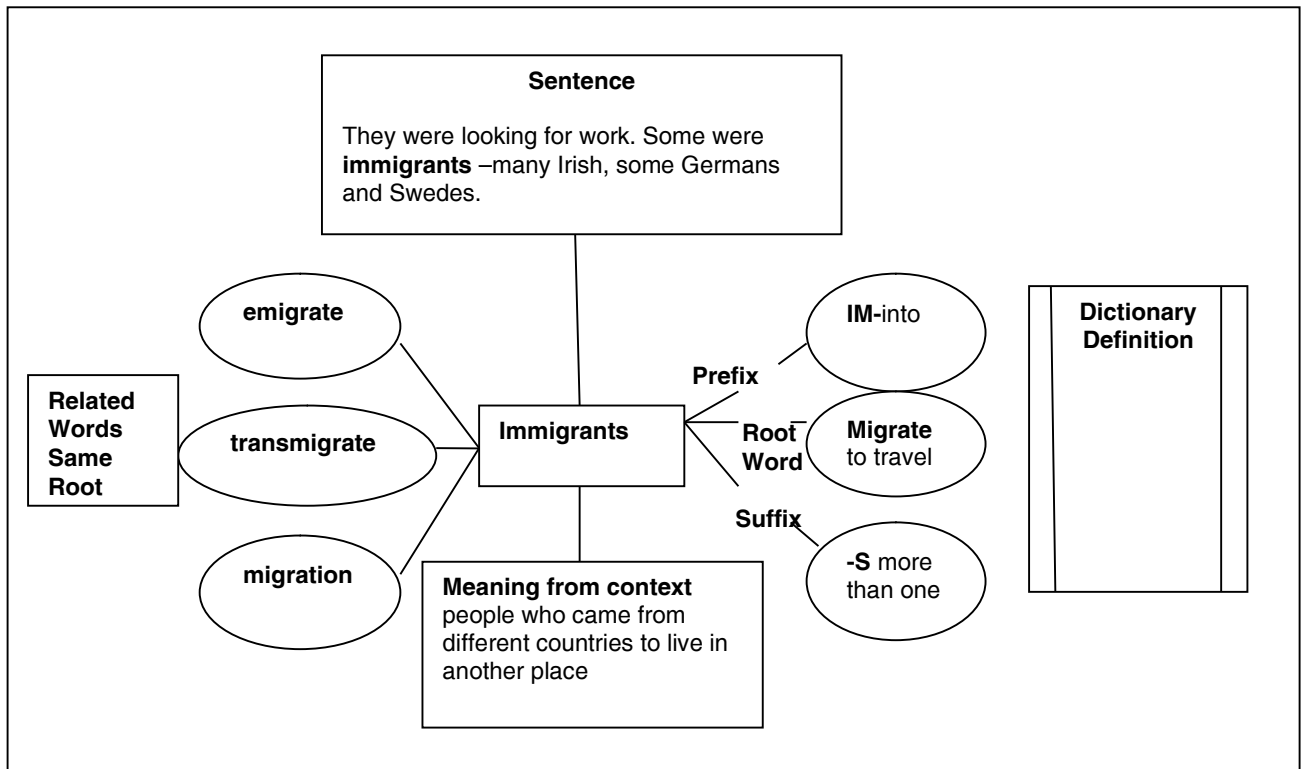 Sentence
They were looking for work. Some were
immigrants –many Irish, some Germans
and Swedes.
emigrate
Related
Words
Same
Root
transmigrate
migration
Immigrants
Prefix
Root
Word
Suffix
IM-into
Migrate
to travel
-S more
than one
Dictionary
Definition
Meaning from context
people who came from
different countries to live in
another place